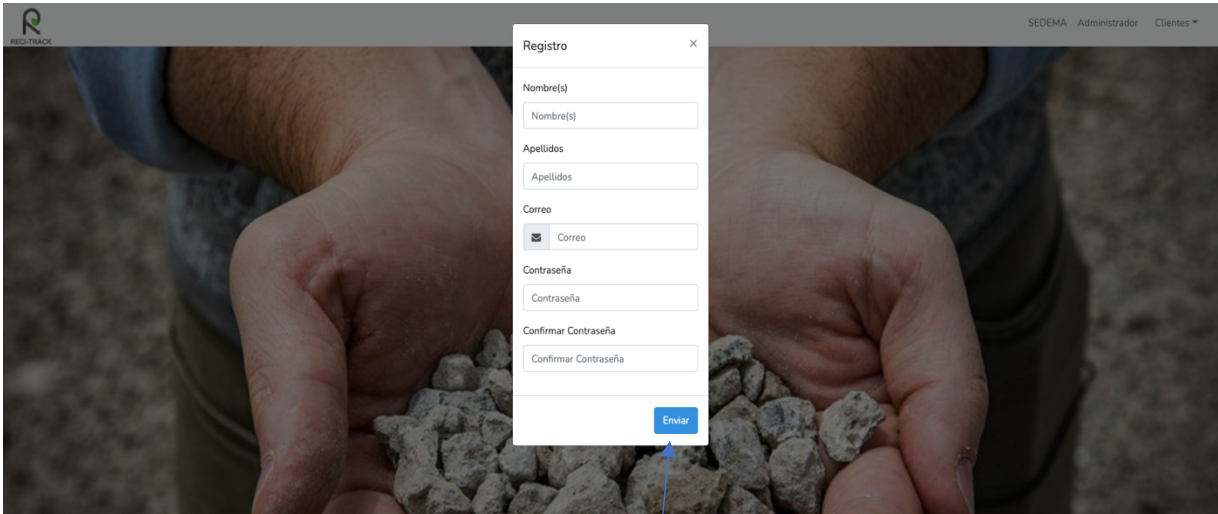 RECI-TRACK
SEDEMA Administrador Clientes
Registro
×
Nombre(s)
Nombre(s)
Apellidos
Apellidos
Correo
Correo
Contraseña
Contraseña
Confirmar Contraseña
Confirmar Contraseña
Enviar